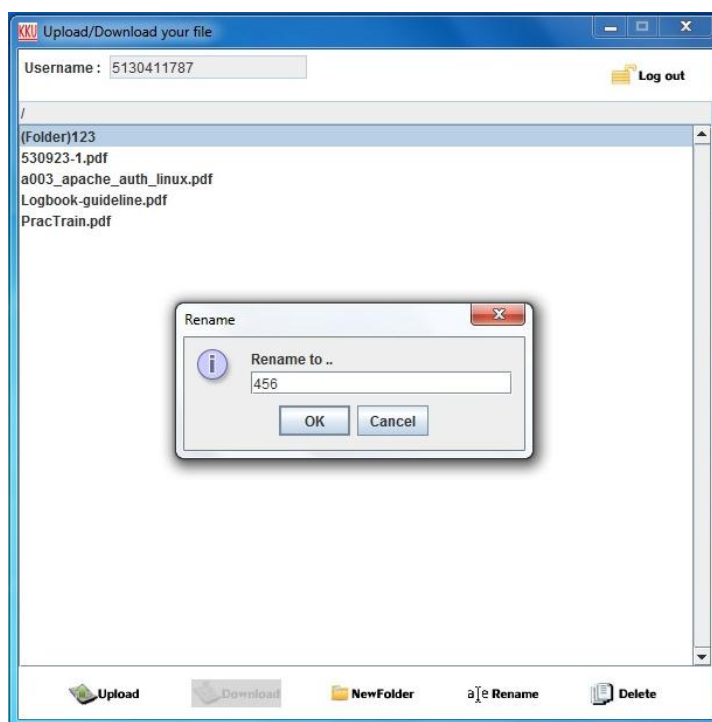 KKU Upload/Download your file
Username : 5130411787
Log out
/
(Folder)123
530923-1.pdf
a003_apache_auth_linux.pdf
Logbook-guideline.pdf
PracTrain.pdf
Rename
Rename to ..
456
OK Cancel
Upload Download NewFolder a e Rename Delete